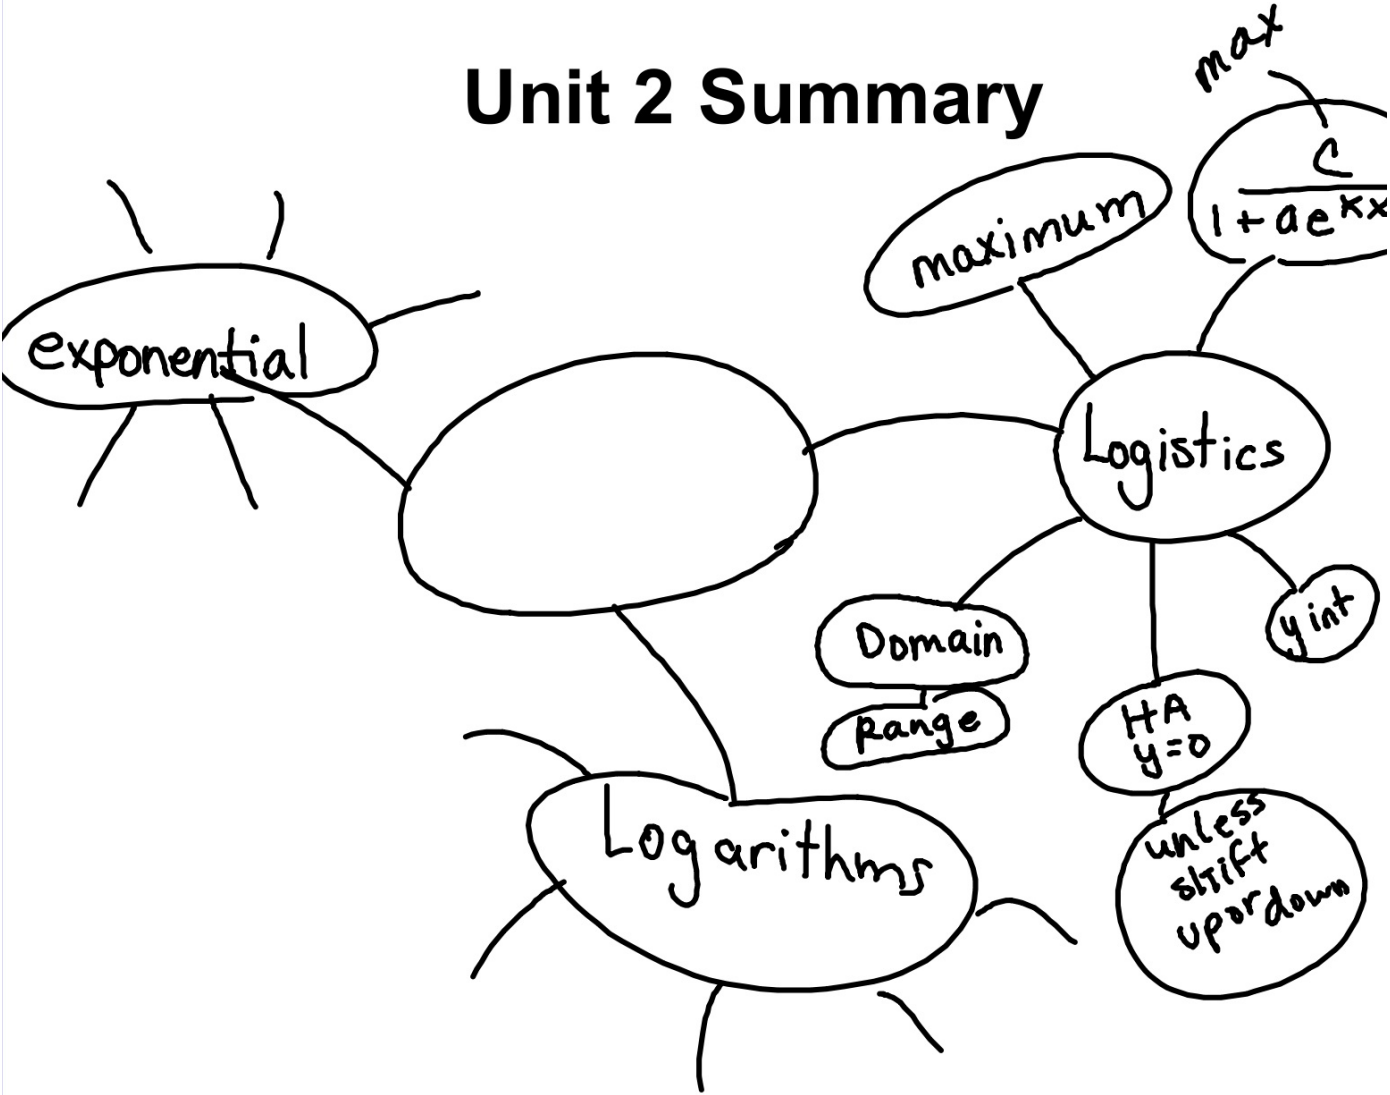 Unit 2 Summary
max
C
1 + ae^kx
maximum
exponential
Logistics
y int
Domain
Range
HA
y=0
unless
shift
up or down
Logarithms